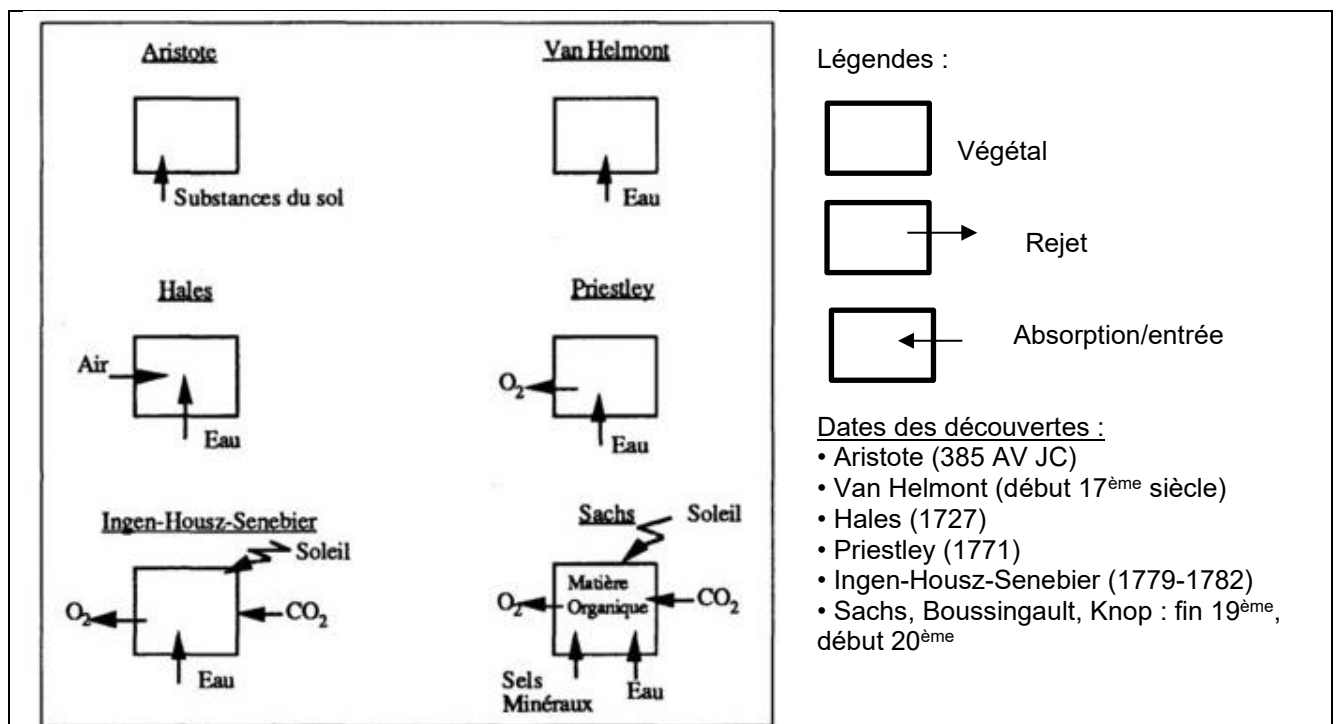 Aristote
Substances du sol
Van Helmont
Eau
Hales
Air
Eau
Priestley
O₂
Eau
Ingen-Housz-Senebier
Soleil
O₂
CO₂
Eau
Sachs
Soleil
Matière
Organique
O₂
CO₂
Sels
Minéraux
Eau
Légendes :
Végétal
Rejet
Absorption/entrée
Dates des découvertes :
• Aristote (385 AV JC)
• Van Helmont (début 17ème siècle)
• Hales (1727)
• Priestley (1771)
• Ingen-Housz-Senebier (1779-1782)
• Sachs, Boussingault, Knop : fin 19ème,
début 20ème